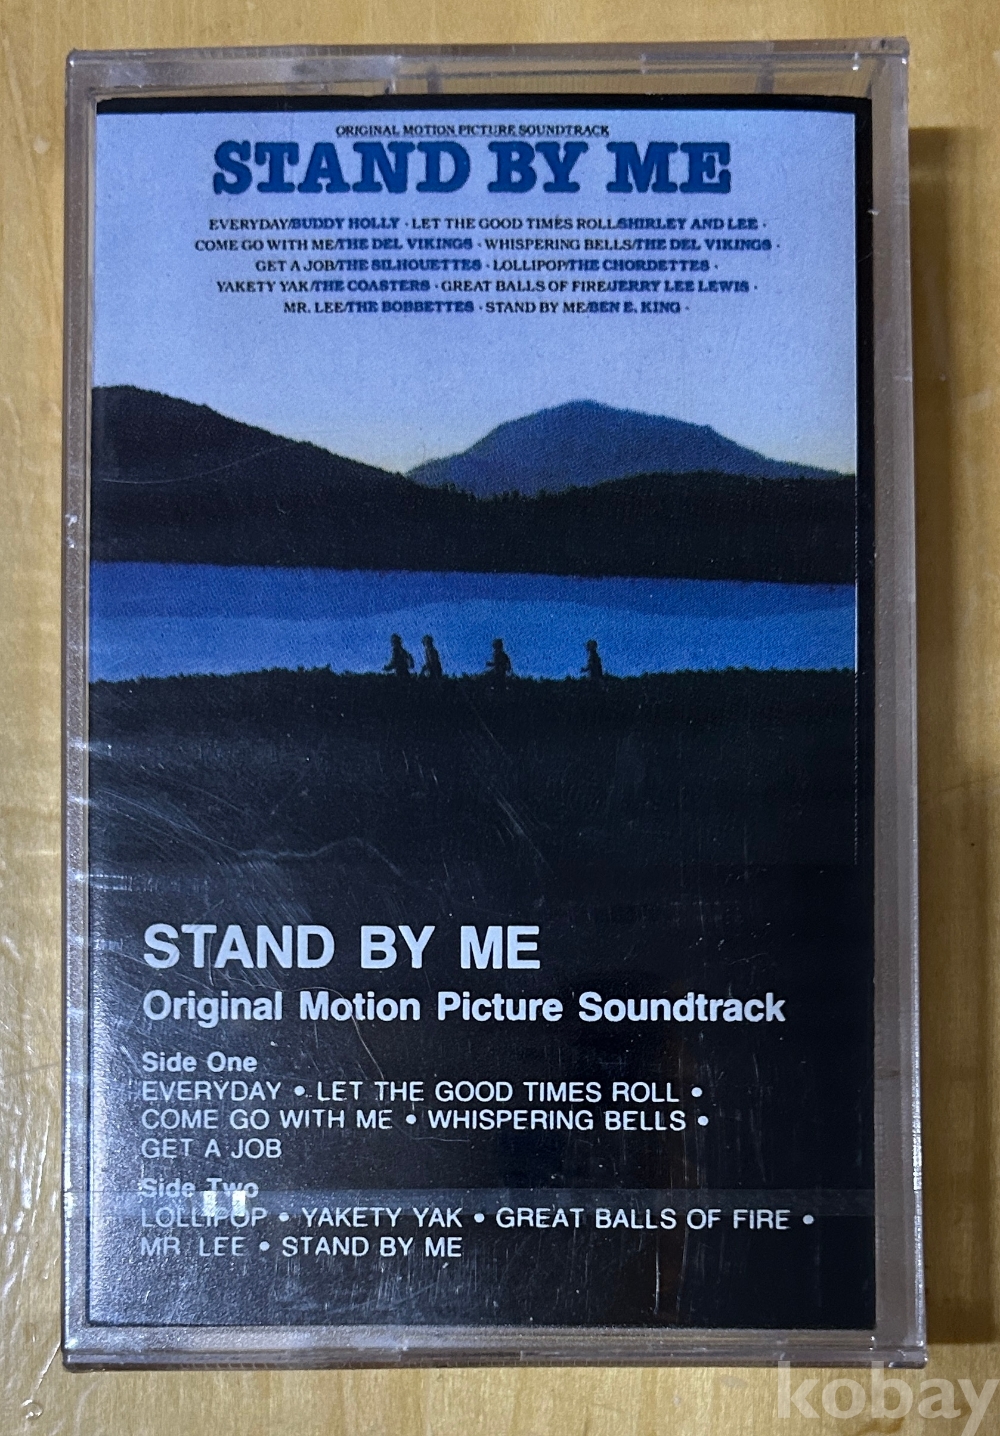 ORIGINAL MOTION PICTURE SOUNDTRACK
STAND BY ME
EVERYDAY/BUDDY HOLLY · LET THE GOOD TIMES ROLL/SHIRLEY AND LEE ·
COME GO WITH ME/THE DEL VIKINGS · WHISPERING BELLS/THE DEL VIKINGS ·
GET A JOB/THE SILHOUETTES · LOLLIPOP/THE CHORDETTES ·
YAKETY YAK/THE COASTERS · GREAT BALLS OF FIRE/JERRY LEE LEWIS ·
MR. LEE/THE BOBBETTES · STAND BY ME/BEN E. KING ·
STAND BY ME
Original Motion Picture Soundtrack
Side One
EVERYDAY • LET THE GOOD TIMES ROLL •
COME GO WITH ME • WHISPERING BELLS •
GET A JOB
Side Two
LOLLIPOP • YAKETY YAK • GREAT BALLS OF FIRE •
MR. LEE • STAND BY ME
kobay